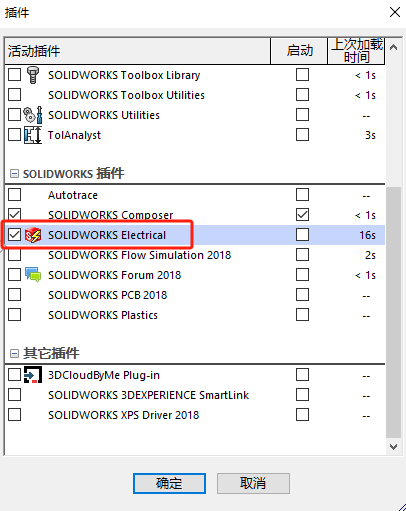 插件
活动插件 启动 上次加载时间
SOLIDWORKS Toolbox Library < 1s
SOLIDWORKS Toolbox Utilities < 1s
SOLIDWORKS Utilities --
TolAnalyst 3s
SOLIDWORKS 插件
Autotrace --
SOLIDWORKS Composer < 1s
SOLIDWORKS Electrical 16s
SOLIDWORKS Flow Simulation 2018 2s
SOLIDWORKS Forum 2018 < 1s
SOLIDWORKS PCB 2018 --
SOLIDWORKS Plastics --
其它插件
3DCloudByMe Plug-in --
SOLIDWORKS 3DEXPERIENCE SmartLink --
SOLIDWORKS XPS Driver 2018 --
确定 取消